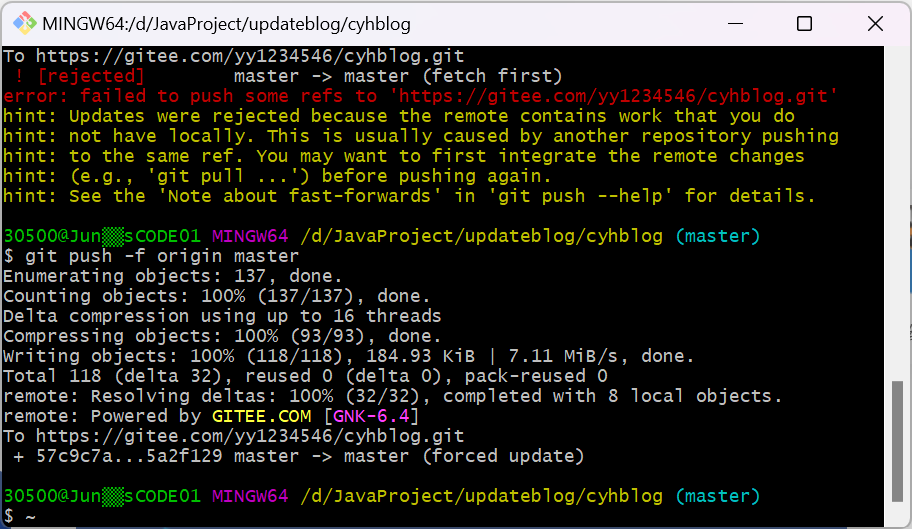 MINGW64:/d/JavaProject/updateblog/cyhblog
To https://gitee.com/yy1234546/cyhblog.git
 ! [rejected]        master -> master (fetch first)
error: failed to push some refs to 'https://gitee.com/yy1234546/cyhblog.git'
hint: Updates were rejected because the remote contains work that you do
hint: not have locally. This is usually caused by another repository pushing
hint: to the same ref. You may want to first integrate the remote changes
hint: (e.g., 'git pull ...') before pushing again.
hint: See the 'Note about fast-forwards' in 'git push --help' for details.
30500@Jun▒▒sCODE01 MINGW64 /d/JavaProject/updateblog/cyhblog (master)
$ git push -f origin master
Enumerating objects: 137, done.
Counting objects: 100% (137/137), done.
Delta compression using up to 16 threads
Compressing objects: 100% (93/93), done.
Writing objects: 100% (118/118), 184.93 KiB | 7.11 MiB/s, done.
Total 118 (delta 32), reused 0 (delta 0), pack-reused 0
remote: Resolving deltas: 100% (32/32), completed with 8 local objects.
remote: Powered by GITEE.COM [GNK-6.4]
To https://gitee.com/yy1234546/cyhblog.git
 + 57c9c7a...5a2f129 master -> master (forced update)
30500@Jun▒▒sCODE01 MINGW64 /d/JavaProject/updateblog/cyhblog (master)
$ ~